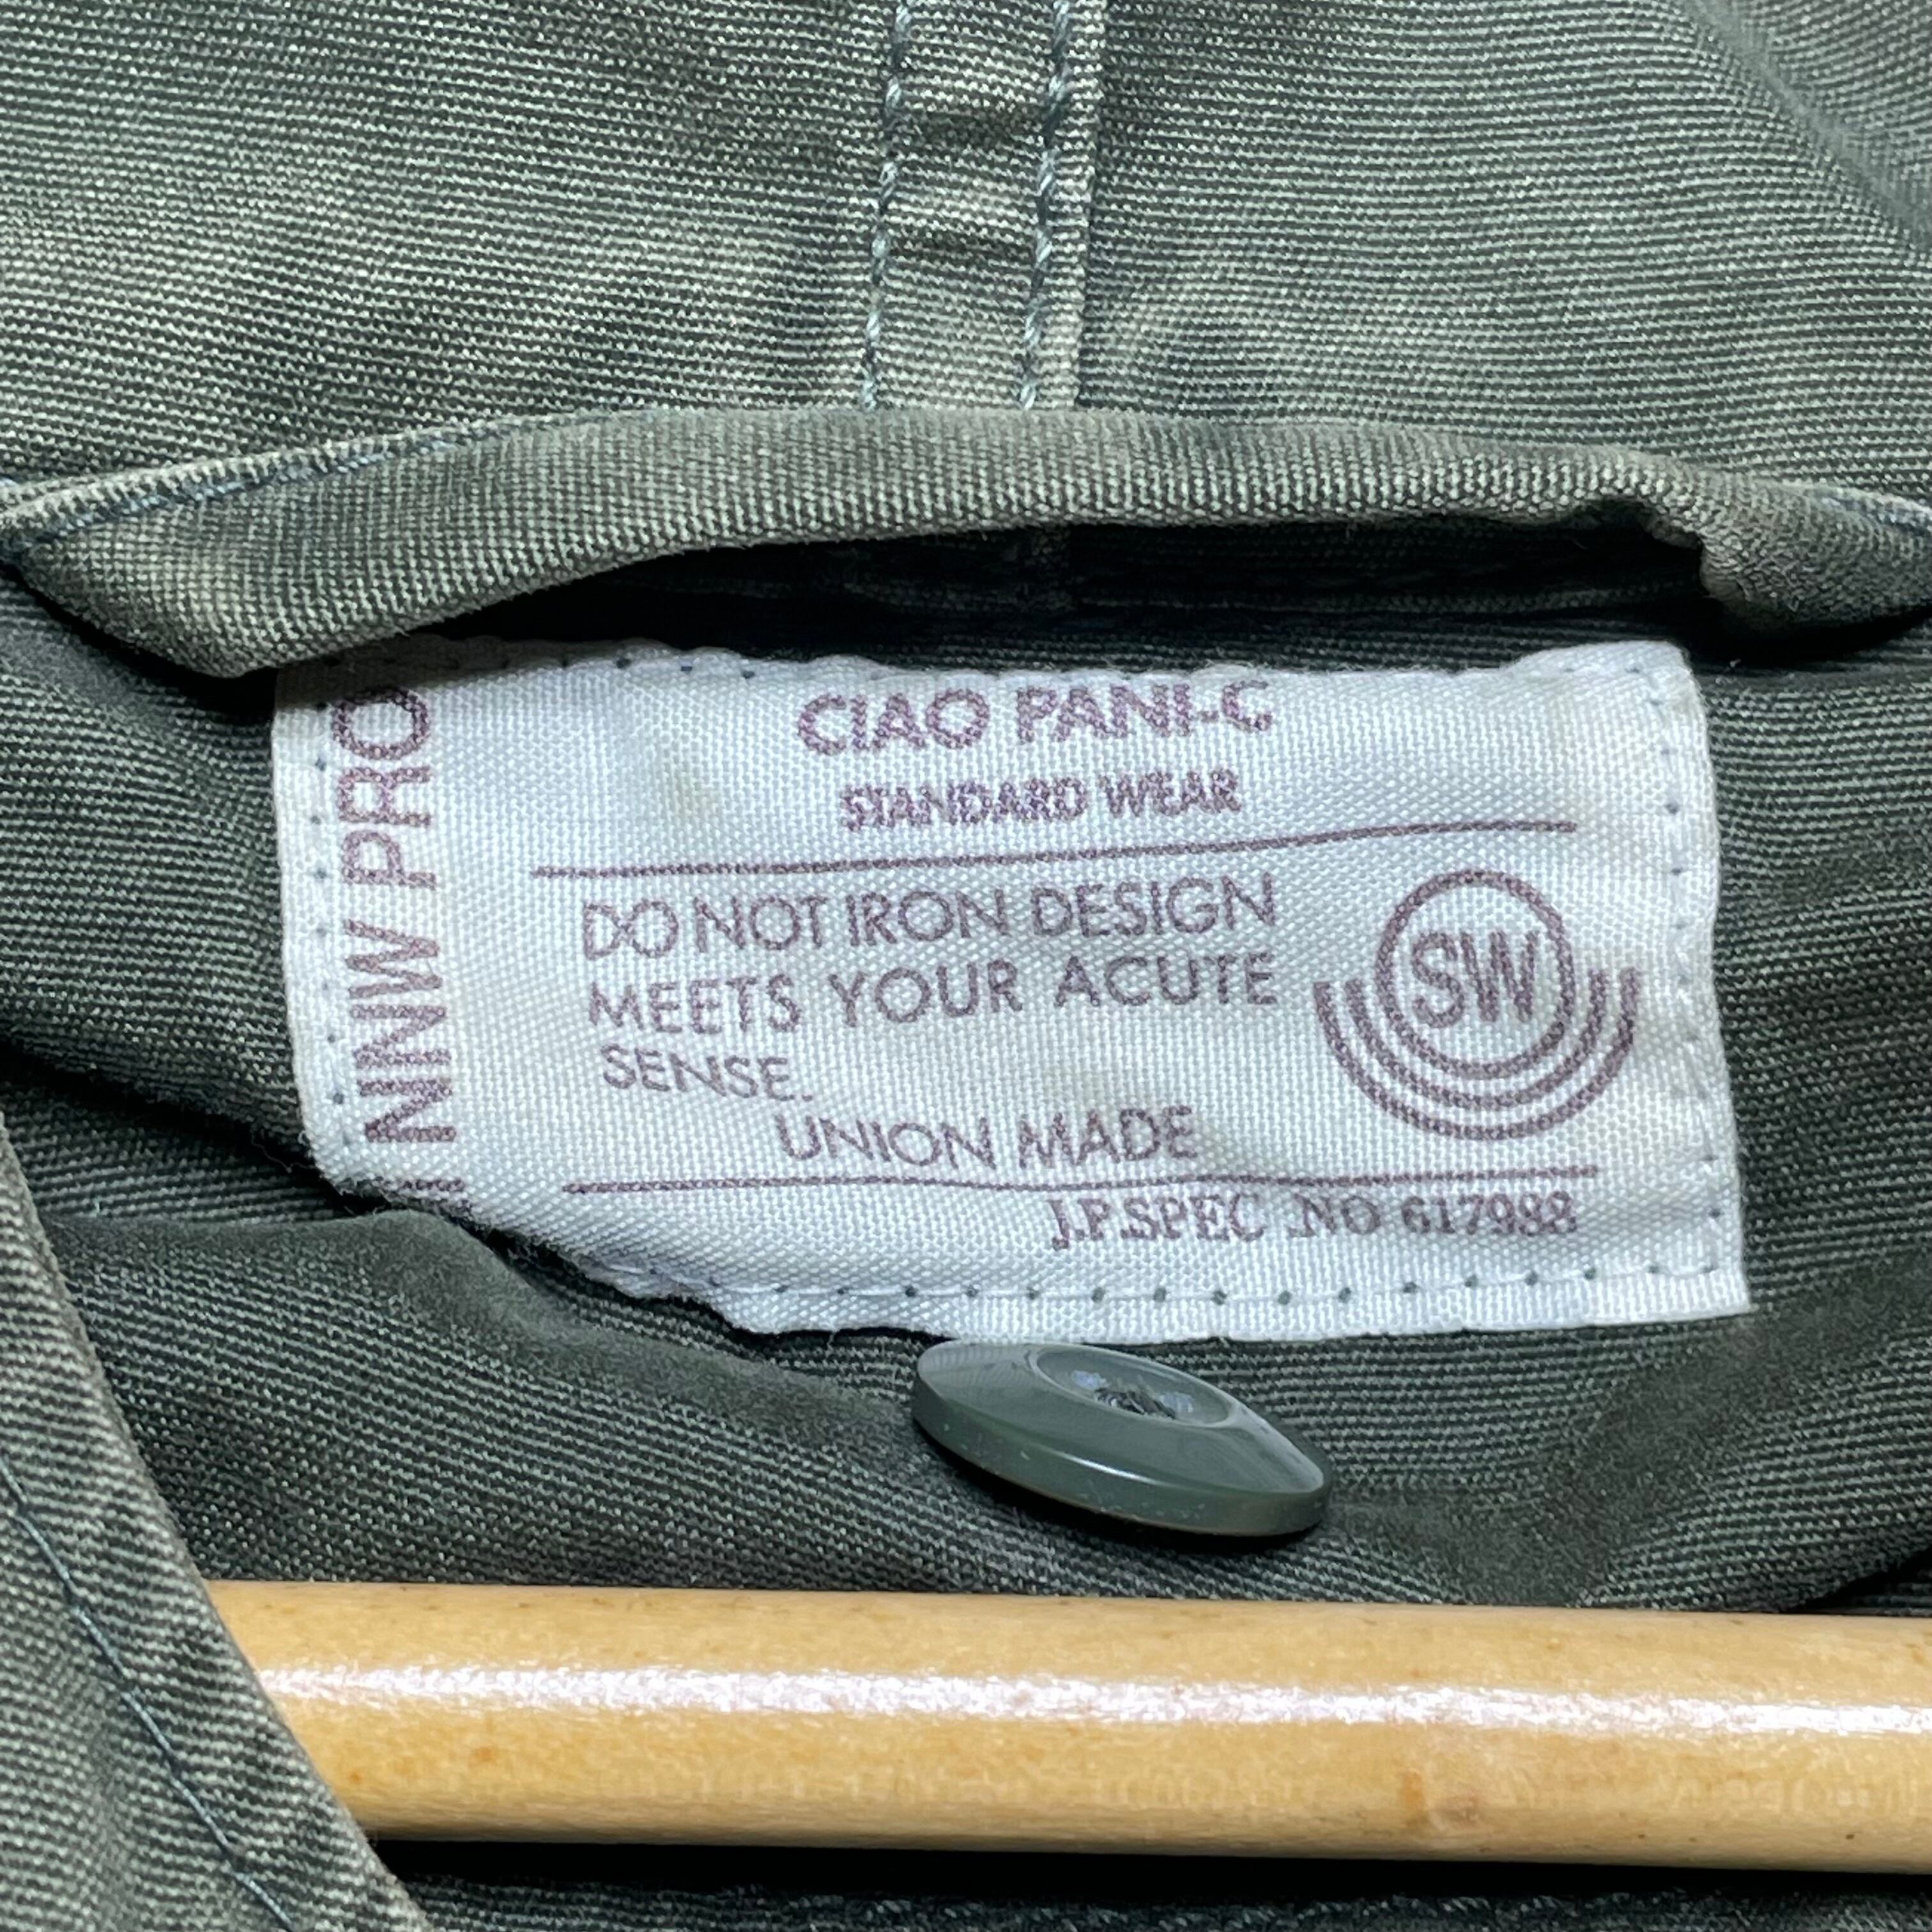 CIAO PANI-C
STANDARD WEAR
DO NOT IRON DESIGN
MEETS YOUR ACUTE
SENSE.
UNION MADE
J.P.SPEC NO 617988
SW
NNW PRO